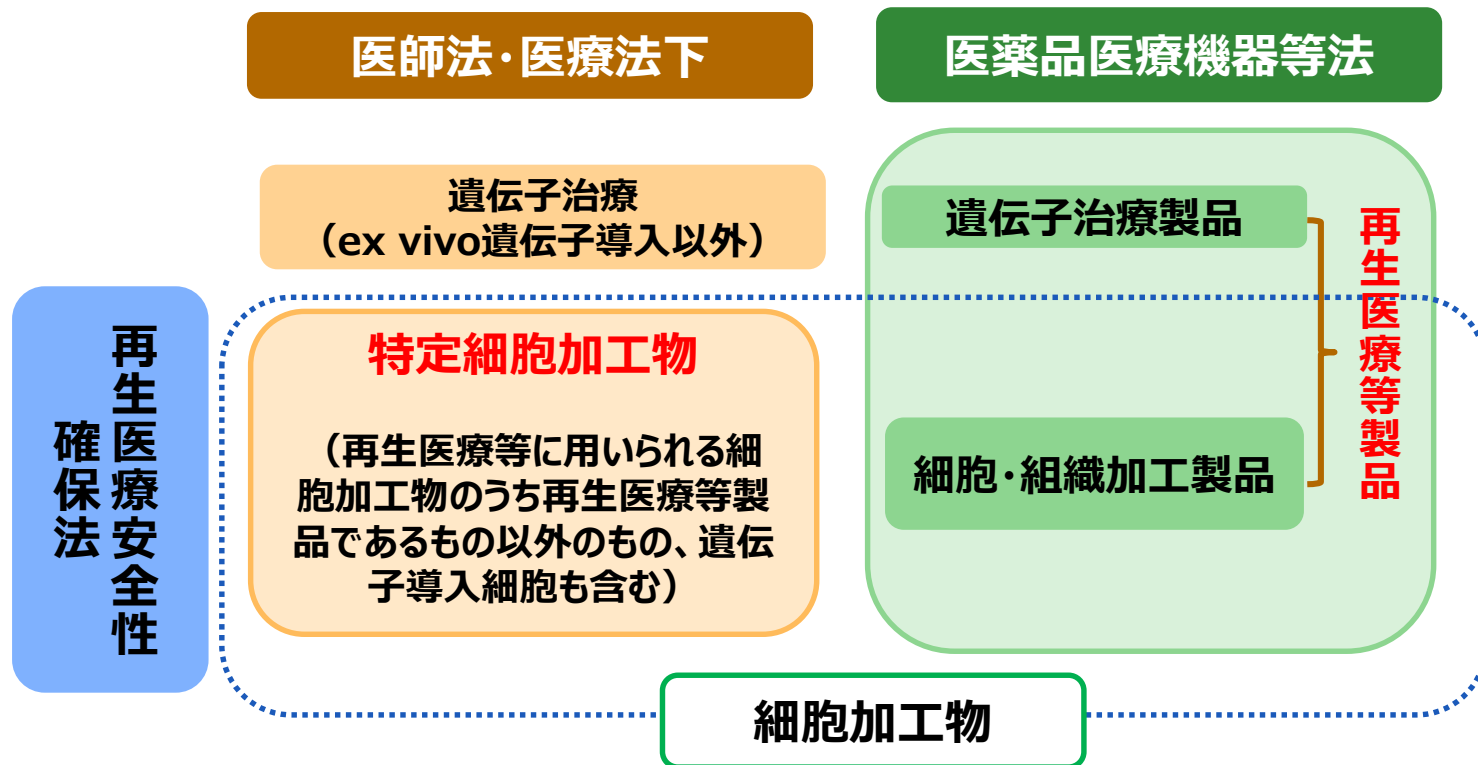 医師法・医療法下
医薬品医療機器等法
遺伝子治療
（ex vivo遺伝子導入以外）
遺伝子治療製品
再生医療等製品
再生医療安全性
確保法
特定細胞加工物
（再生医療等に用いられる細
胞加工物のうち再生医療等製
品であるもの以外のもの、遺伝
子導入細胞も含む）
細胞・組織加工製品
細胞加工物